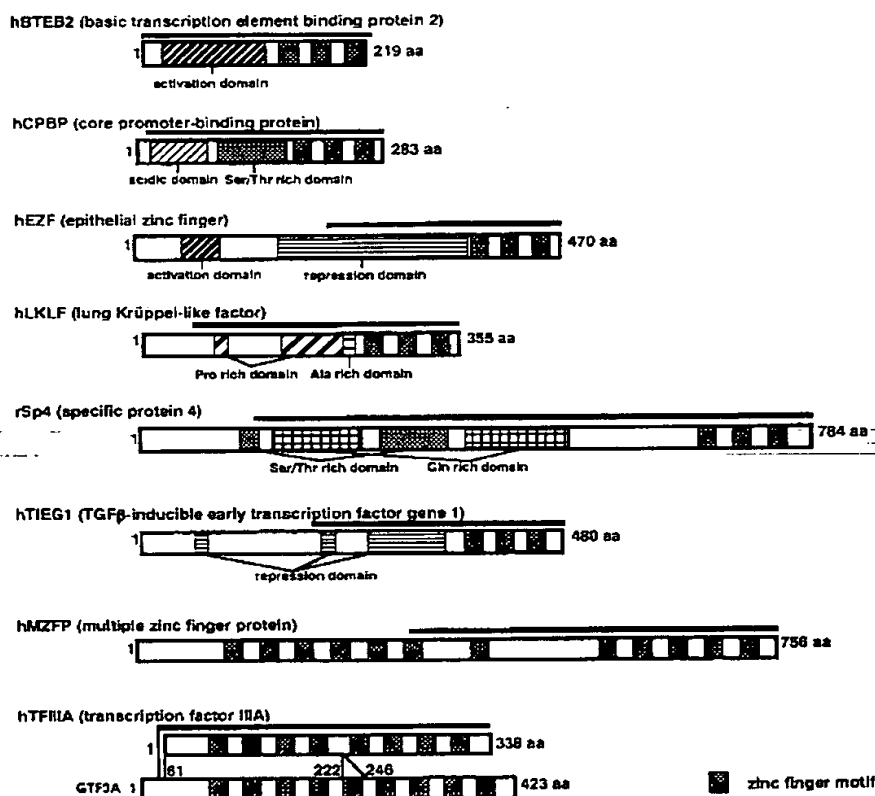 hBTEB2 (basic transcription element binding protein 2)
1 219 aa
activation domain
hCPBP (core promoter-binding protein)
1 283 aa
acidic domain Ser/Thr rich domain
hEZF (epithelial zinc finger)
1 470 aa
activation domain repression domain
hLKLF (lung Krüppel-like factor)
1 355 aa
Pro rich domain Ala rich domain
rSp4 (specific protein 4)
1 784 aa
Ser/Thr rich domain Gln rich domain
hTIEG1 (TGFβ-inducible early transcription factor gene 1)
1 480 aa
repression domain
hMZFP (multiple zinc finger protein)
1 756 aa
hTFIIIA (transcription factor IIIA)
1 338 aa
61 222 246
GTF3A 1 423 aa
zinc finger motif